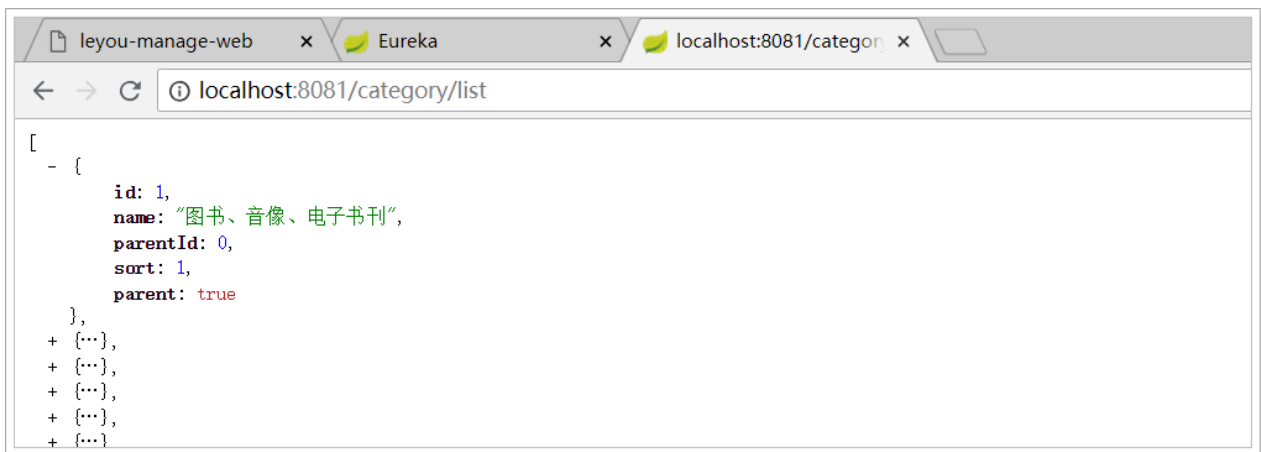 leyou-manage-web
Eureka
localhost:8081/categor
localhost:8081/category/list
[
- {
id: 1,
name: "图书、音像、电子书刊",
parentId: 0,
sort: 1,
parent: true
},
+ {…},
+ {…},
+ {…},
+ {…},
+ {…}